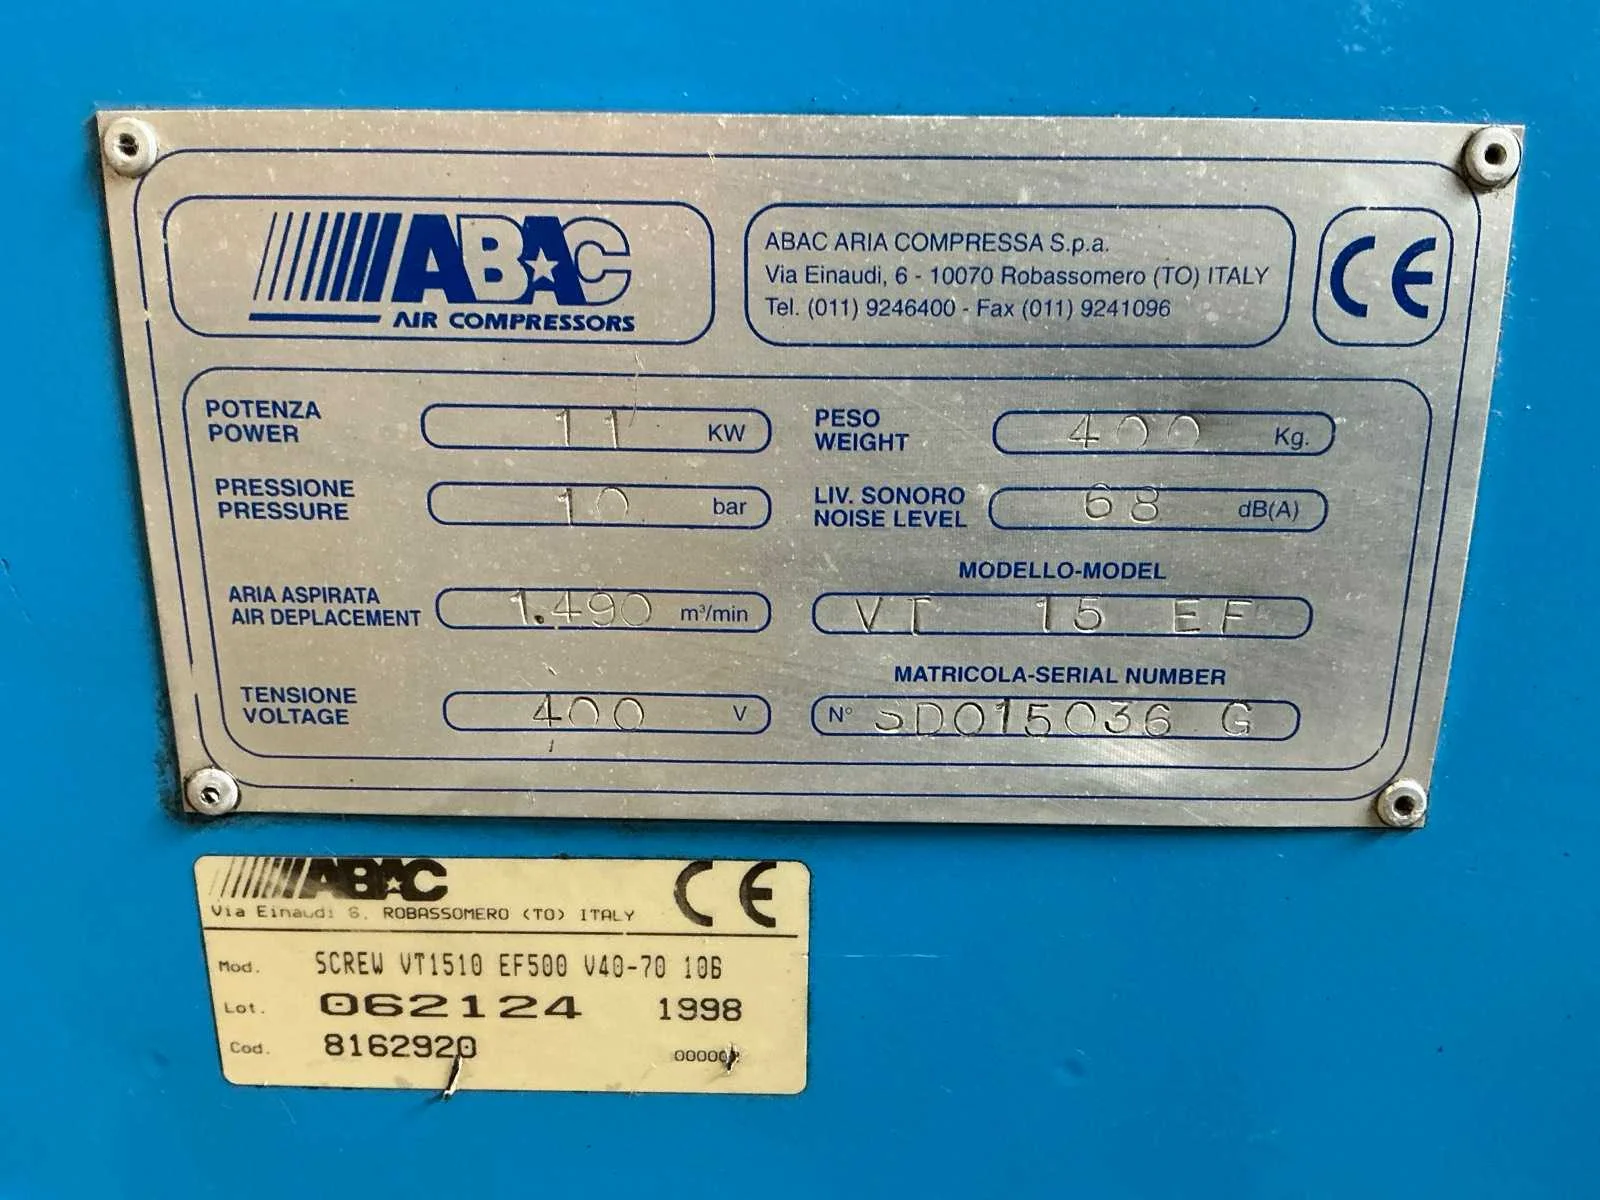 ABAC
AIR COMPRESSORS
ABAC ARIA COMPRESSA S.p.a.
Via Einaudi, 6 - 10070 Robassomero (TO) ITALY
Tel. (011) 9246400 - Fax (011) 9241096
CE
POTENZA
POWER
11 KW
PESO
WEIGHT
400 Kg.
PRESSIONE
PRESSURE
10 bar
LIV. SONORO
NOISE LEVEL
68 dB(A)
ARIA ASPIRATA
AIR DEPLACEMENT
1.490 m³/min
MODELLO-MODEL
VT 15 EF
TENSIONE
VOLTAGE
400 V
MATRICOLA-SERIAL NUMBER
N° SD015036 G
ABAC
CE
Via Einaudi 6, ROBASSOMERO (TO) ITALY
Mod. SCREW VT1510 EF500 V40-70 10B
Lot. 062124 1998
Cod. 8162920